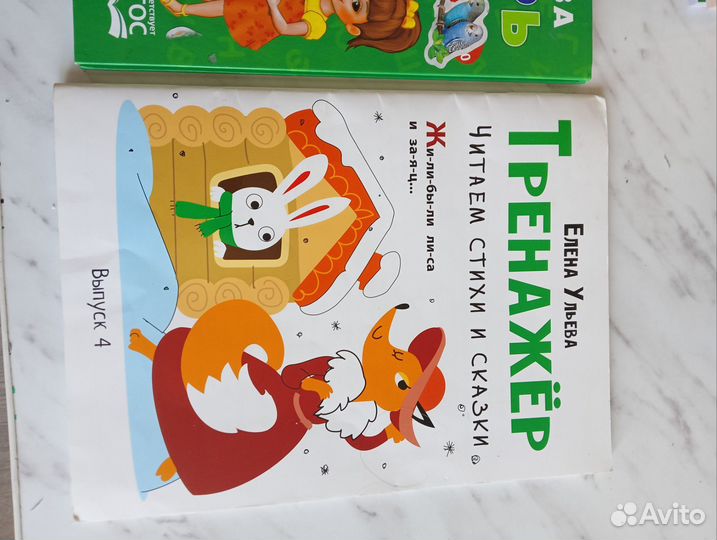 Елена Ульева
ТРЕНАЖЁР
ЧИТАЕМ СТИХИ И СКАЗКИ
Жи-ли-бы-ли ли-са
и за-я-ц...
Выпуск 4
Avito